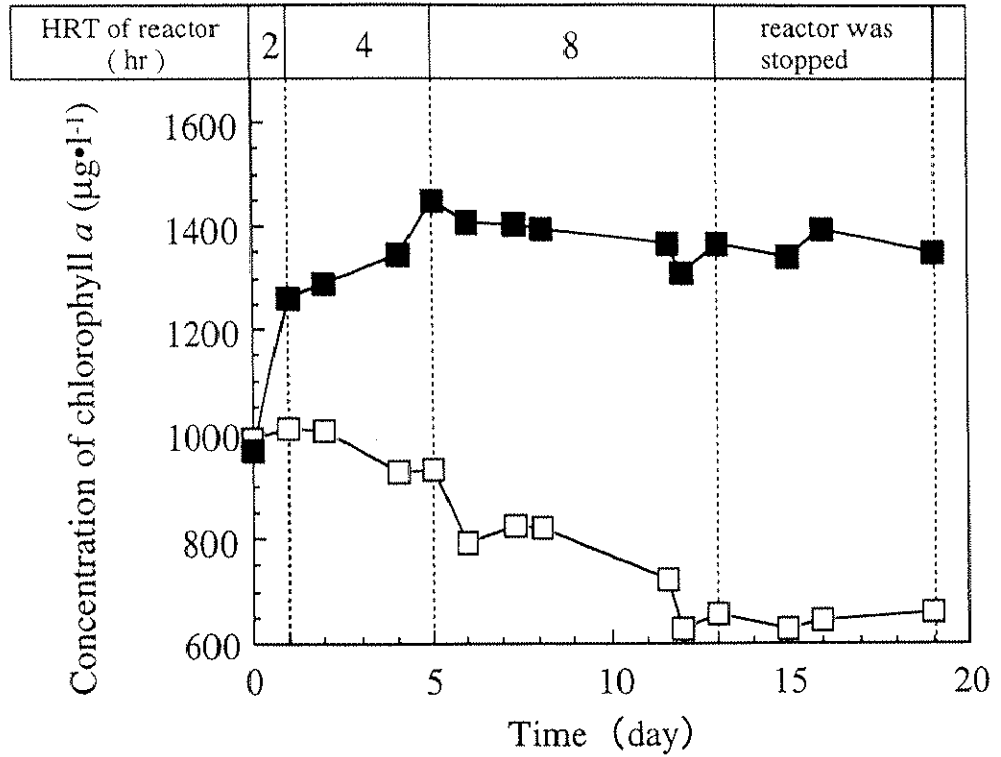 HRT of reactor
( hr )
2
4
8
reactor was
stopped
Concentration of chlorophyll a (μg•l⁻¹)
1600
1400
1200
1000
800
600
0
5
10
15
20
Time (day)